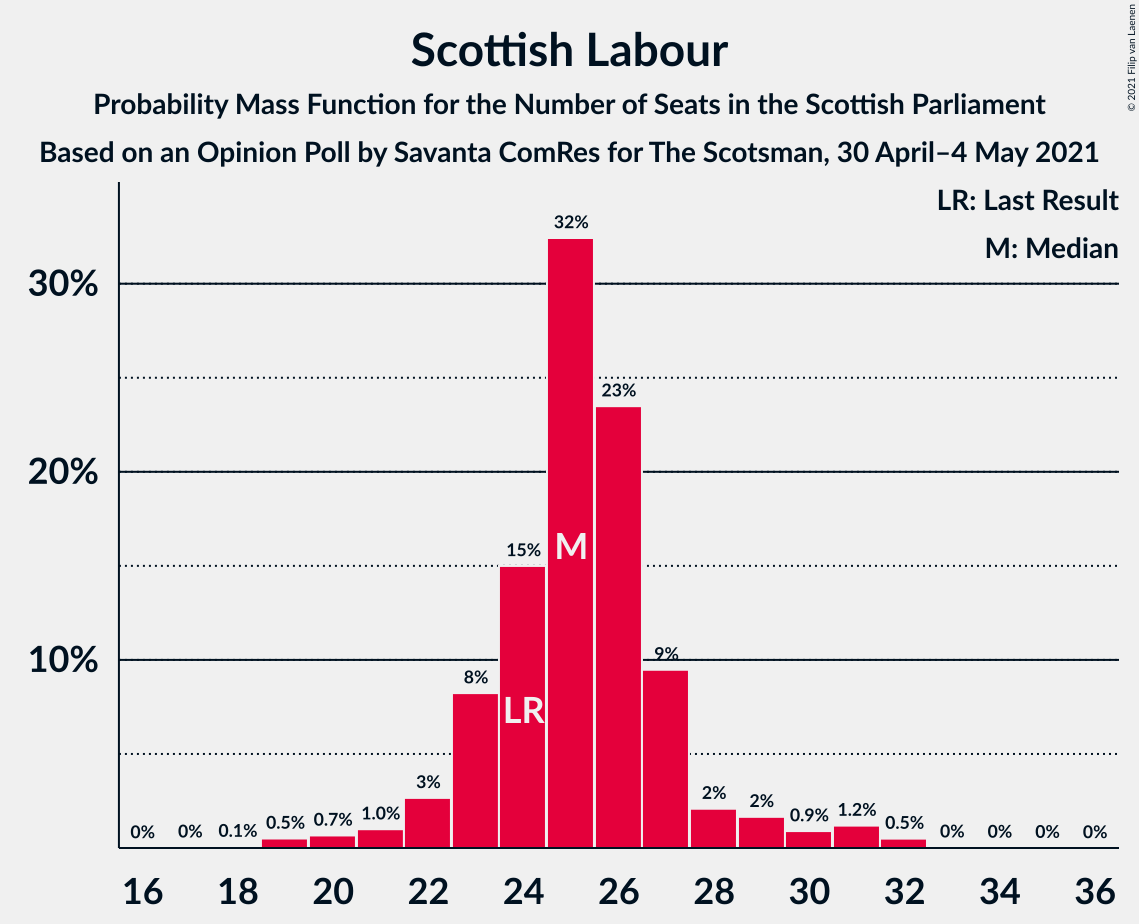 Scottish Labour
Probability Mass Function for the Number of Seats in the Scottish Parliament
Based on an Opinion Poll by Savanta ComRes for The Scotsman, 30 April–4 May 2021
© 2021 Filip van Laenen
LR: Last Result
M: Median
30%
20%
10%
0%
0%
0.1%
0.5%
0.7%
1.0%
3%
8%
15%
32%
23%
9%
2%
2%
0.9%
1.2%
0.5%
0%
0%
0%
0%
LR
M
16 18 20 22 24 26 28 30 32 34 36